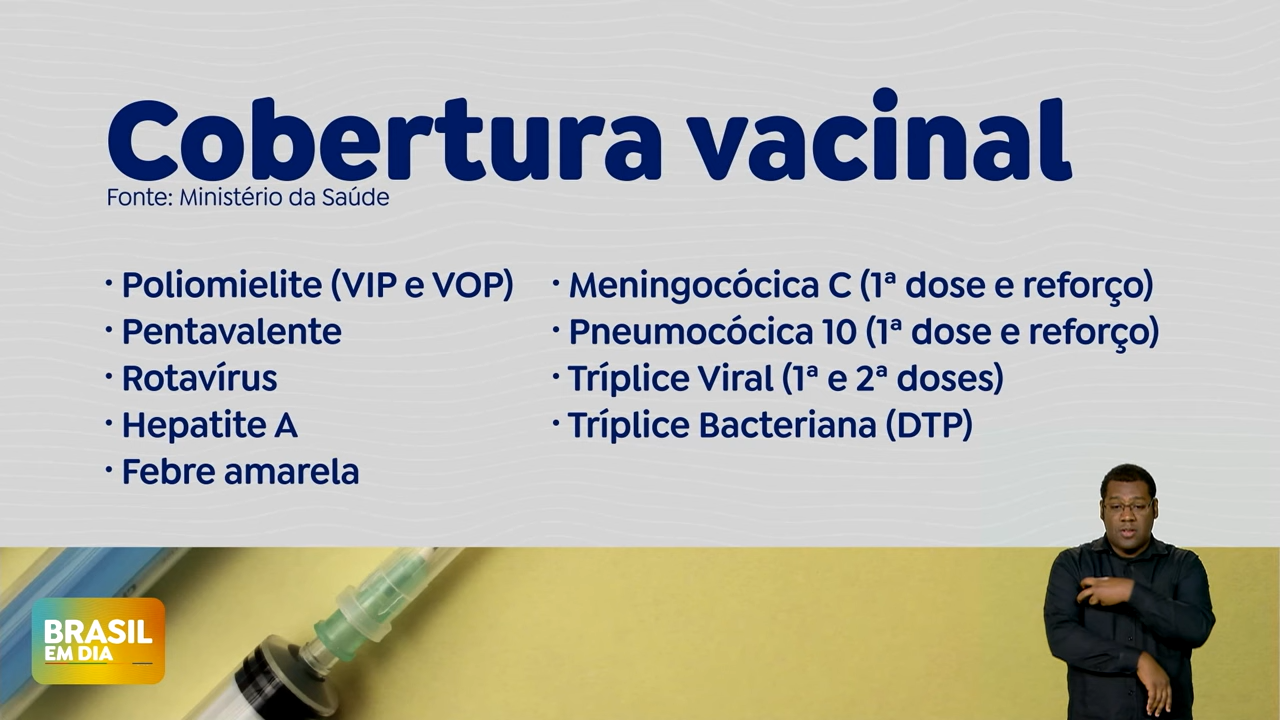 Cobertura vacinal
Fonte: Ministério da Saúde
· Poliomielite (VIP e VOP)
· Pentavalente
· Rotavírus
· Hepatite A
· Febre amarela
· Meningocócica C (1ª dose e reforço)
· Pneumocócica 10 (1ª dose e reforço)
· Tríplice Viral (1ª e 2ª doses)
· Tríplice Bacteriana (DTP)
BRASIL
EM DIA